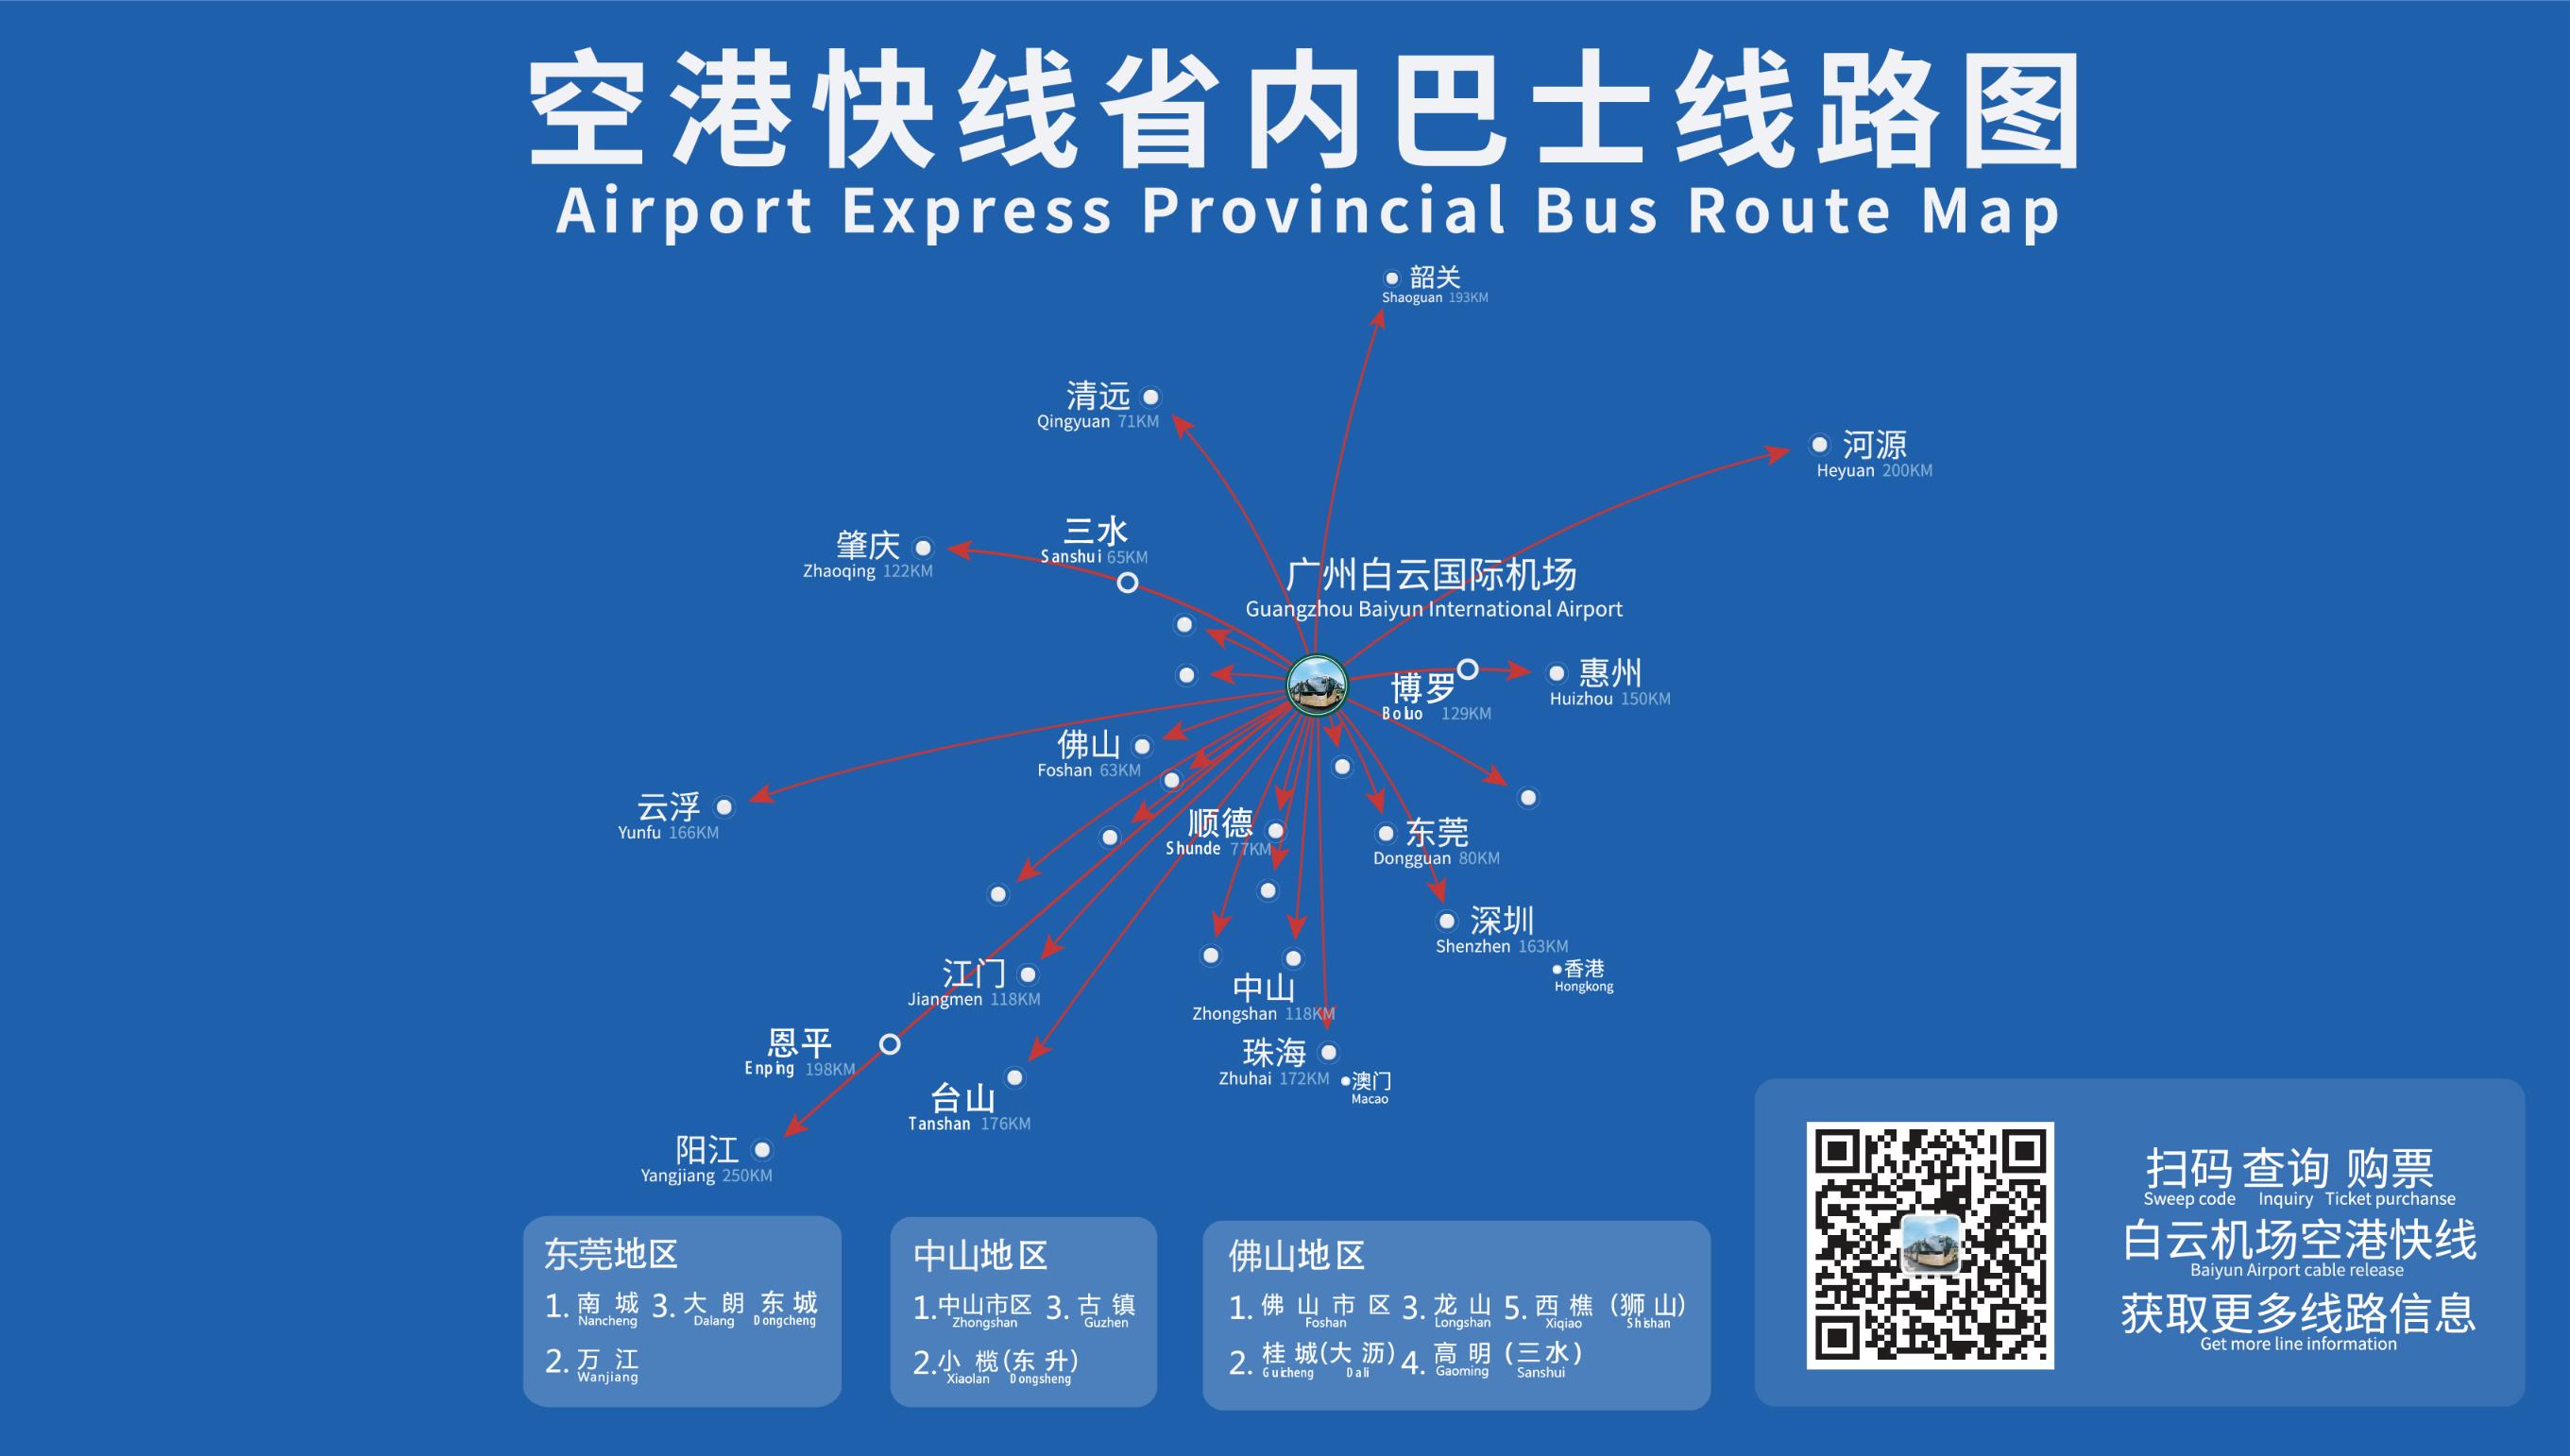 空港快线省内巴士线路图
Airport Express Provincial Bus Route Map
韶关
Shaoguan 193KM
清远
Qingyuan 71KM
河源
Heyuan 200KM
三水
Sanshui 65KM
肇庆
Zhaoqing 122KM
广州白云国际机场
Guangzhou Baiyun International Airport
惠州
Huizhou 150KM
博罗
Boluo 129KM
佛山
Foshan 63KM
云浮
Yunfu 166KM
顺德
Shunde 77KM
东莞
Dongguan 80KM
深圳
Shenzhen 163KM
香港
Hongkong
江门
Jiangmen 118KM
中山
Zhongshan 118KM
恩平
Enping 198KM
珠海
Zhuhai 172KM
澳门
Macao
台山
Tanshan 176KM
阳江
Yangjiang 250KM
东莞地区
1. 南城 3. 大朗 东城
Nancheng Dalang Dongcheng
2. 万江
Wanjiang
中山地区
1.中山市区 3. 古镇
Zhongshan Guzhen
2.小榄(东升)
Xiaolan Dongsheng
佛山地区
1. 佛山市区 3. 龙山 5. 西樵 (狮山)
Foshan Longshan Xiqiao Shishan
2. 桂城(大沥) 4. 高明 (三水)
Guicheng Dali Gaoming Sanshui
扫码 查询 购票
Sweep code Inquiry Ticket purchanse
白云机场空港快线
Baiyun Airport cable release
获取更多线路信息
Get more line information